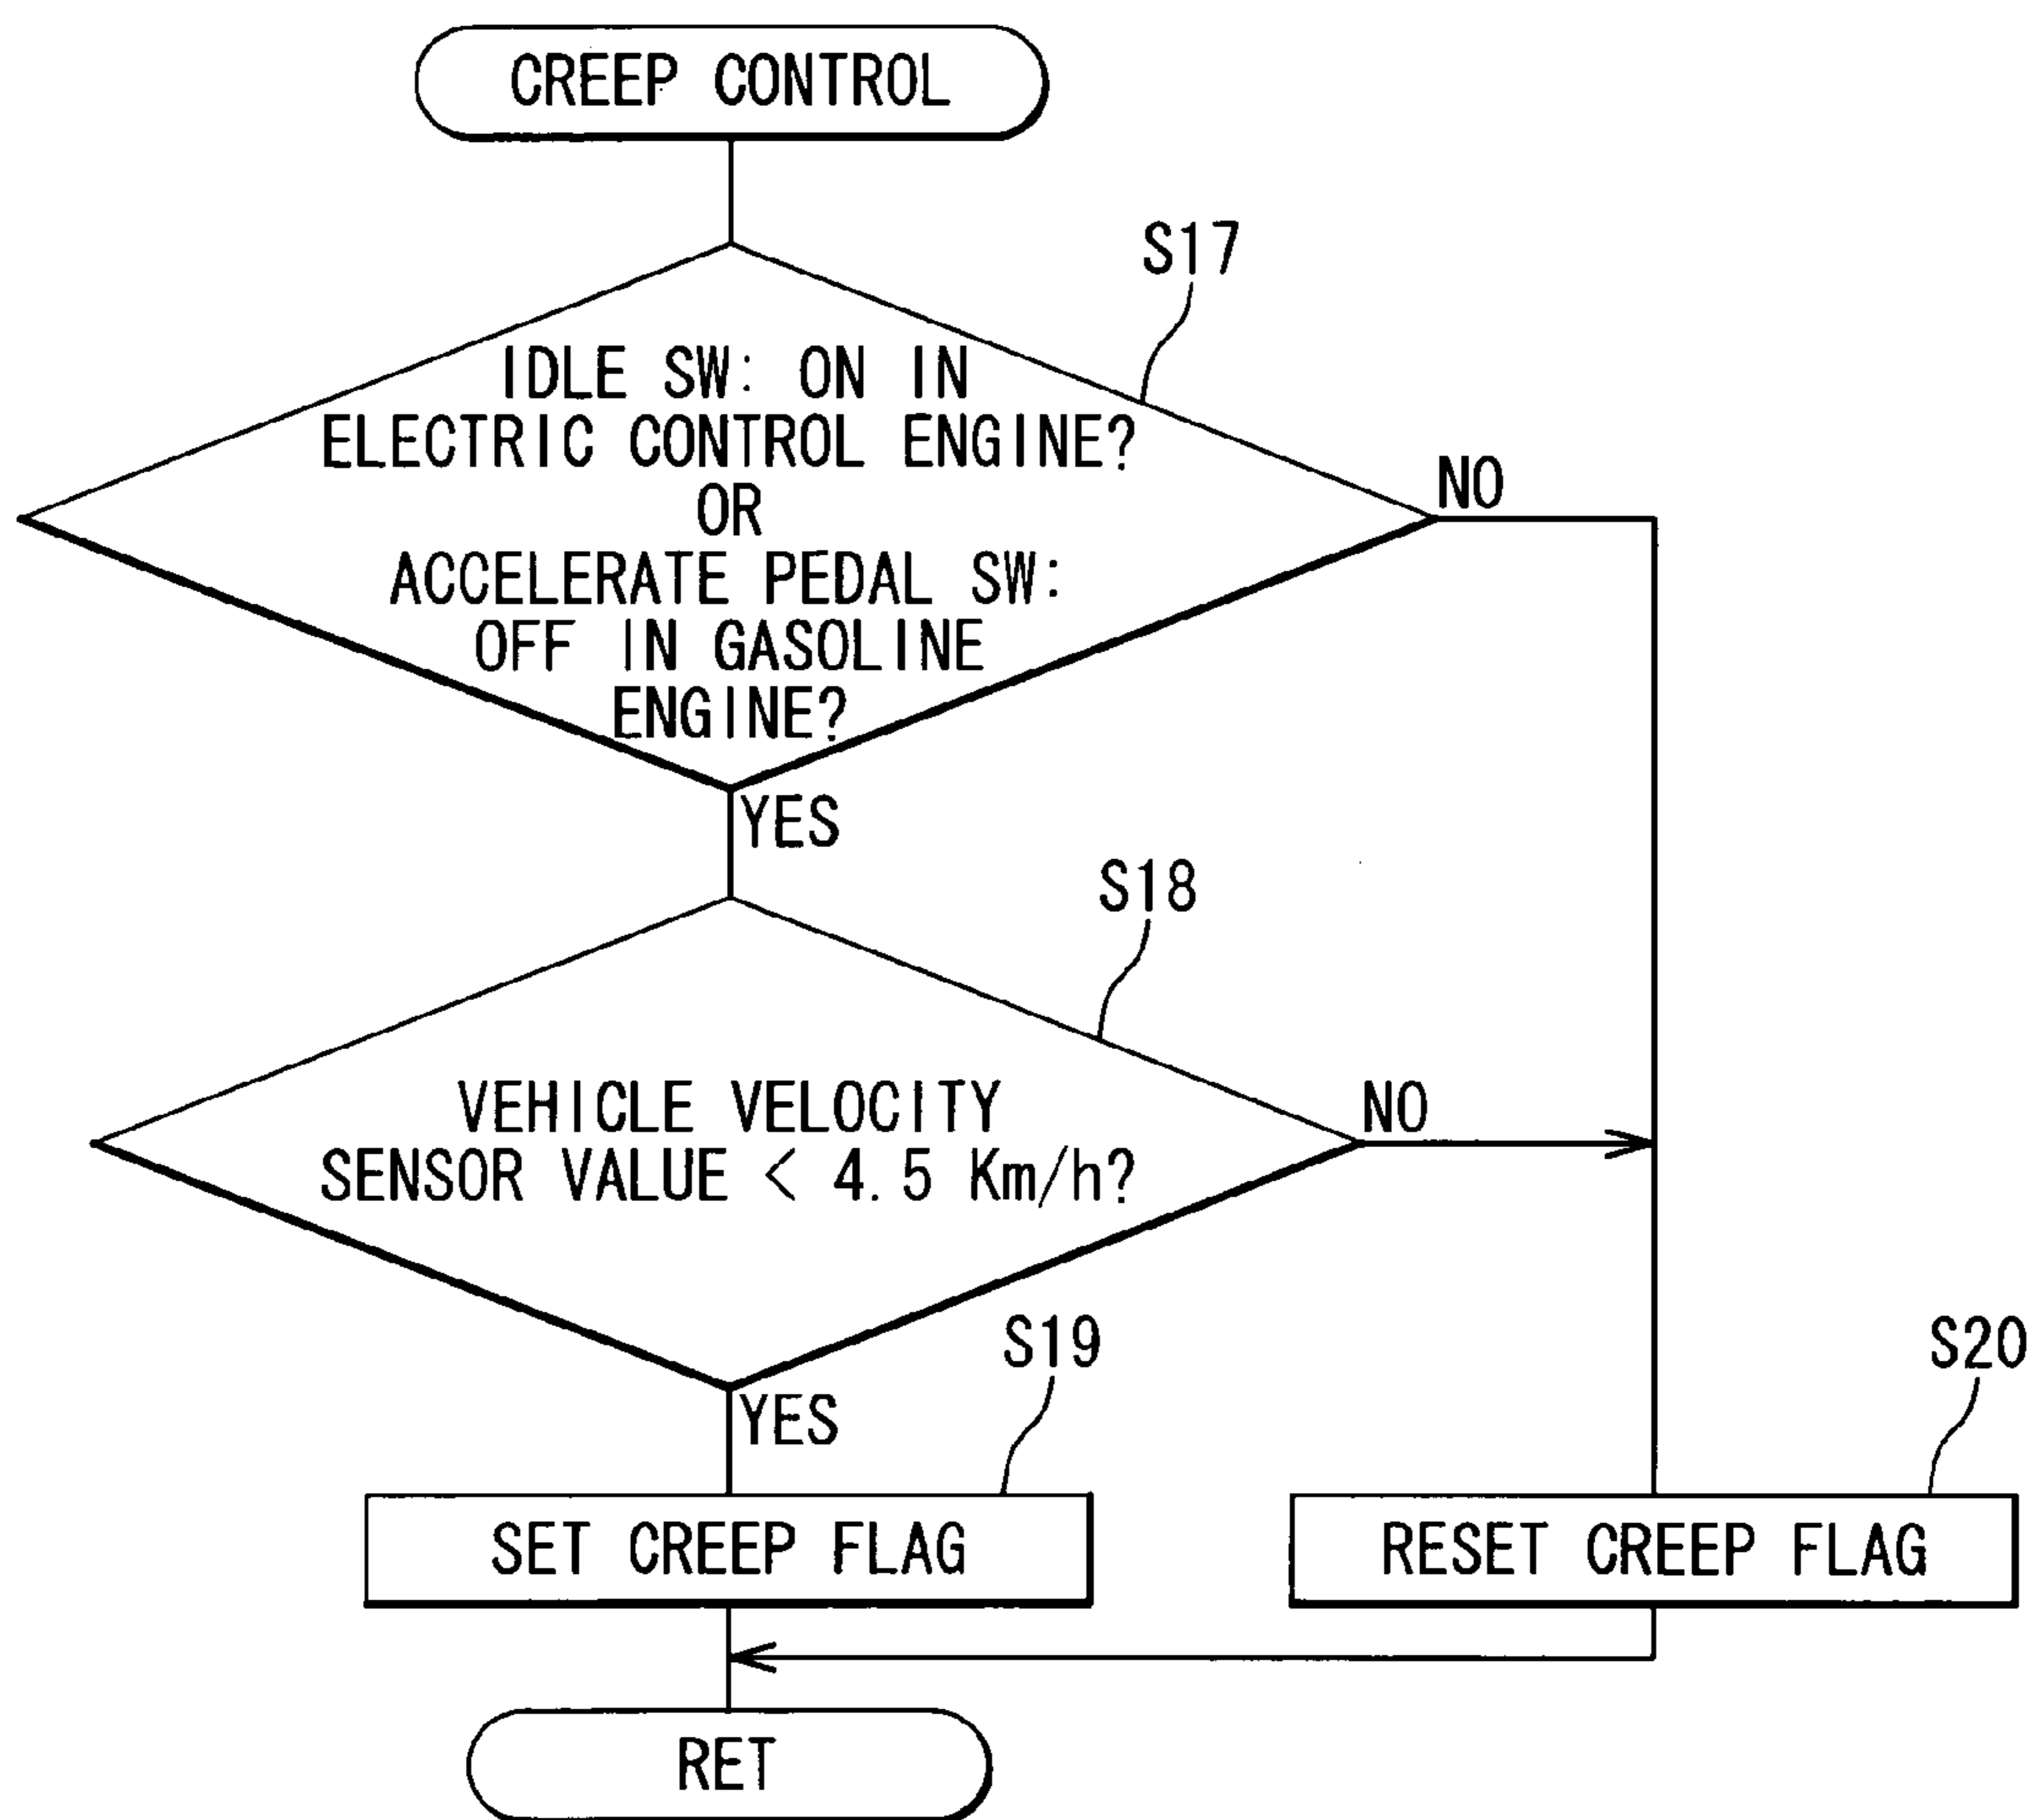 CREEP CONTROL
S17
IDLE SW: ON IN
ELECTRIC CONTROL ENGINE?
OR
ACCELERATE PEDAL SW:
OFF IN GASOLINE
ENGINE?
NO
YES
S18
VEHICLE VELOCITY
SENSOR VALUE < 4.5 Km/h?
NO
YES
S19
SET CREEP FLAG
S20
RESET CREEP FLAG
RET